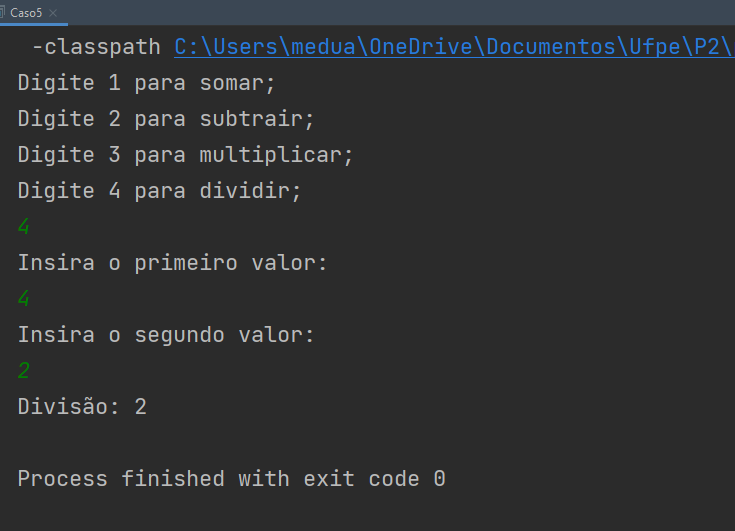 Caso5
-classpath C:\Users\medua\OneDrive\Documentos\Ufpe\P2\
Digite 1 para somar;
Digite 2 para subtrair;
Digite 3 para multiplicar;
Digite 4 para dividir;
4
Insira o primeiro valor:
4
Insira o segundo valor:
2
Divisão: 2
Process finished with exit code 0